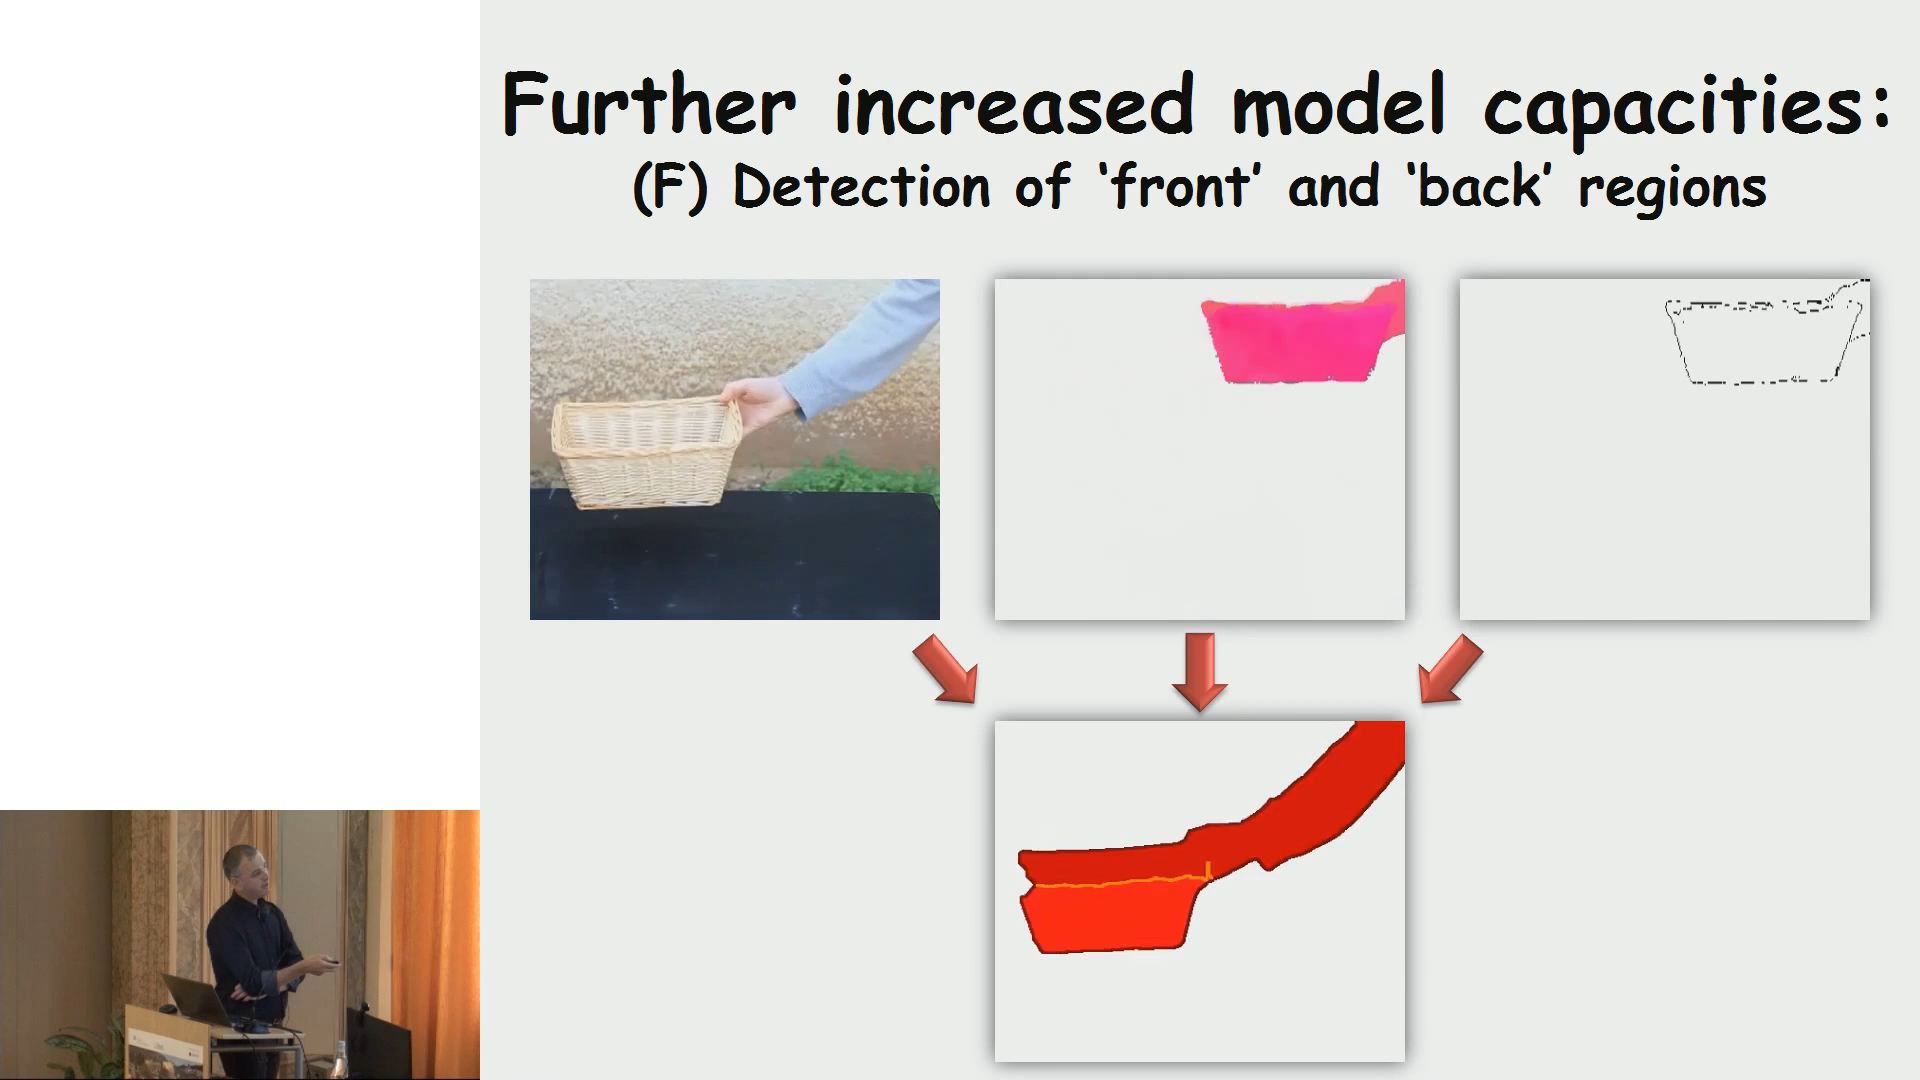 Further increased model capacities:
(F) Detection of ‘front’ and ‘back’ regions